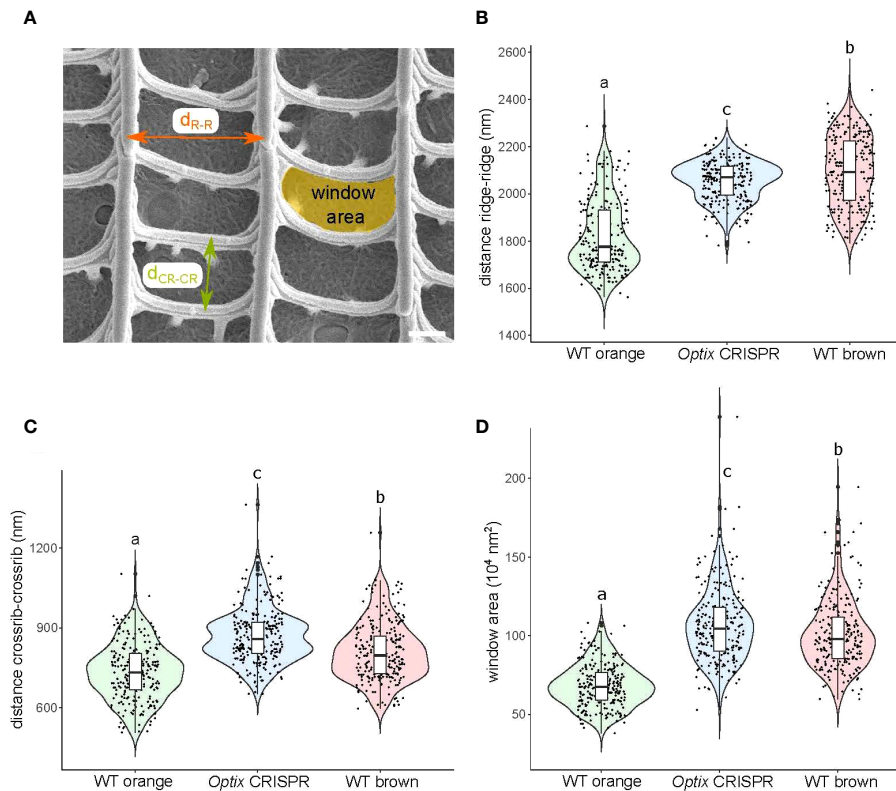 A
d R-R
window
area
d CR-CR
B
distance ridge-ridge (nm)
2600
2400
2200
2000
1800
1600
1400
a
c
b
WT orange
Optix CRISPR
WT brown
C
distance crossrib-crossrib (nm)
1200
900
600
a
c
b
WT orange
Optix CRISPR
WT brown
D
window area (10⁴ nm²)
200
150
100
50
a
c
b
WT orange
Optix CRISPR
WT brown